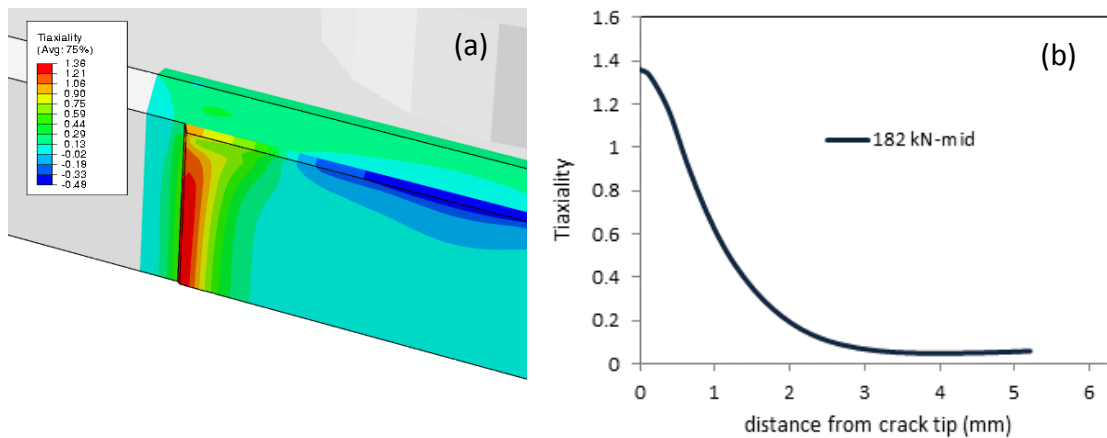 Tiaxiality
(Avg: 75%)
1.36
1.21
1.06
0.90
0.75
0.59
0.44
0.29
0.13
-0.02
-0.19
-0.33
-0.48
(a)
(b)
1.6
1.4
1.2
1
0.8
0.6
0.4
0.2
0
Tiaxiality
182 kN-mid
0 1 2 3 4 5 6
distance from crack tip (mm)